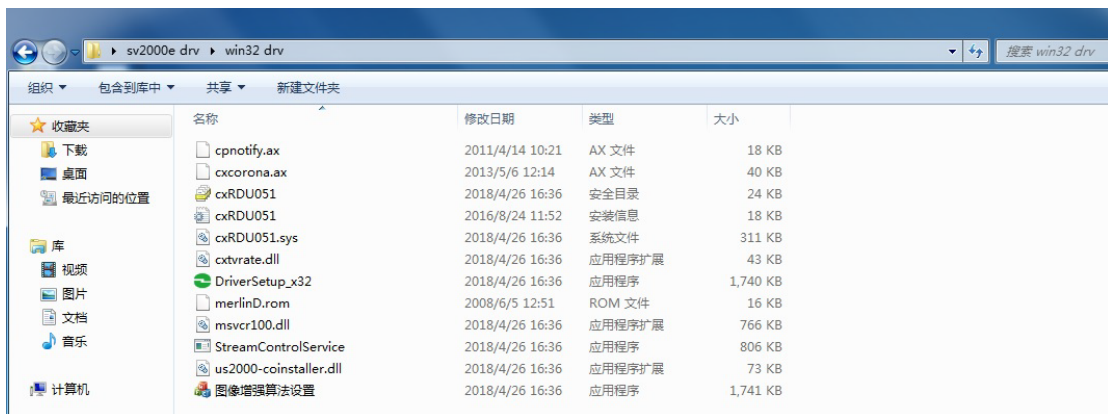 sv2000e drv ▸ win32 drv 搜索 win32 drv
组织 包含到库中 共享 新建文件夹
收藏夹
下载
桌面
最近访问的位置
库
视频
图片
文档
音乐
计算机
名称 修改日期 类型 大小
cpnotify.ax 2011/4/14 10:21 AX 文件 18 KB
cxcorona.ax 2013/5/6 12:14 AX 文件 40 KB
cxRDU051 2018/4/26 16:36 安全目录 24 KB
cxRDU051 2016/8/24 11:52 安装信息 18 KB
cxRDU051.sys 2018/4/26 16:36 系统文件 311 KB
cxtvrate.dll 2018/4/26 16:36 应用程序扩展 43 KB
DriverSetup_x32 2018/4/26 16:36 应用程序 1,740 KB
merlinD.rom 2008/6/5 12:51 ROM 文件 16 KB
msvcr100.dll 2018/4/26 16:36 应用程序扩展 766 KB
StreamControlService 2018/4/26 16:36 应用程序 806 KB
us2000-coinstaller.dll 2018/4/26 16:36 应用程序扩展 73 KB
图像增强算法设置 2018/4/26 16:36 应用程序 1,741 KB